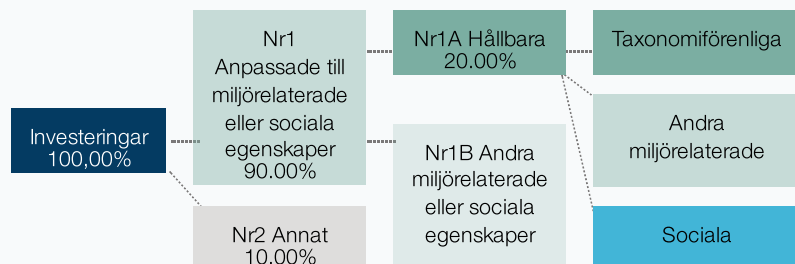 Investeringar
100,00%
Nr1
Anpassade till
miljörelaterade
eller sociala
egenskaper
90.00%
Nr2 Annat
10.00%
Nr1A Hållbara
20.00%
Nr1B Andra
miljörelaterade
eller sociala
egenskaper
Taxonomiförenliga
Andra
miljörelaterade
Sociala